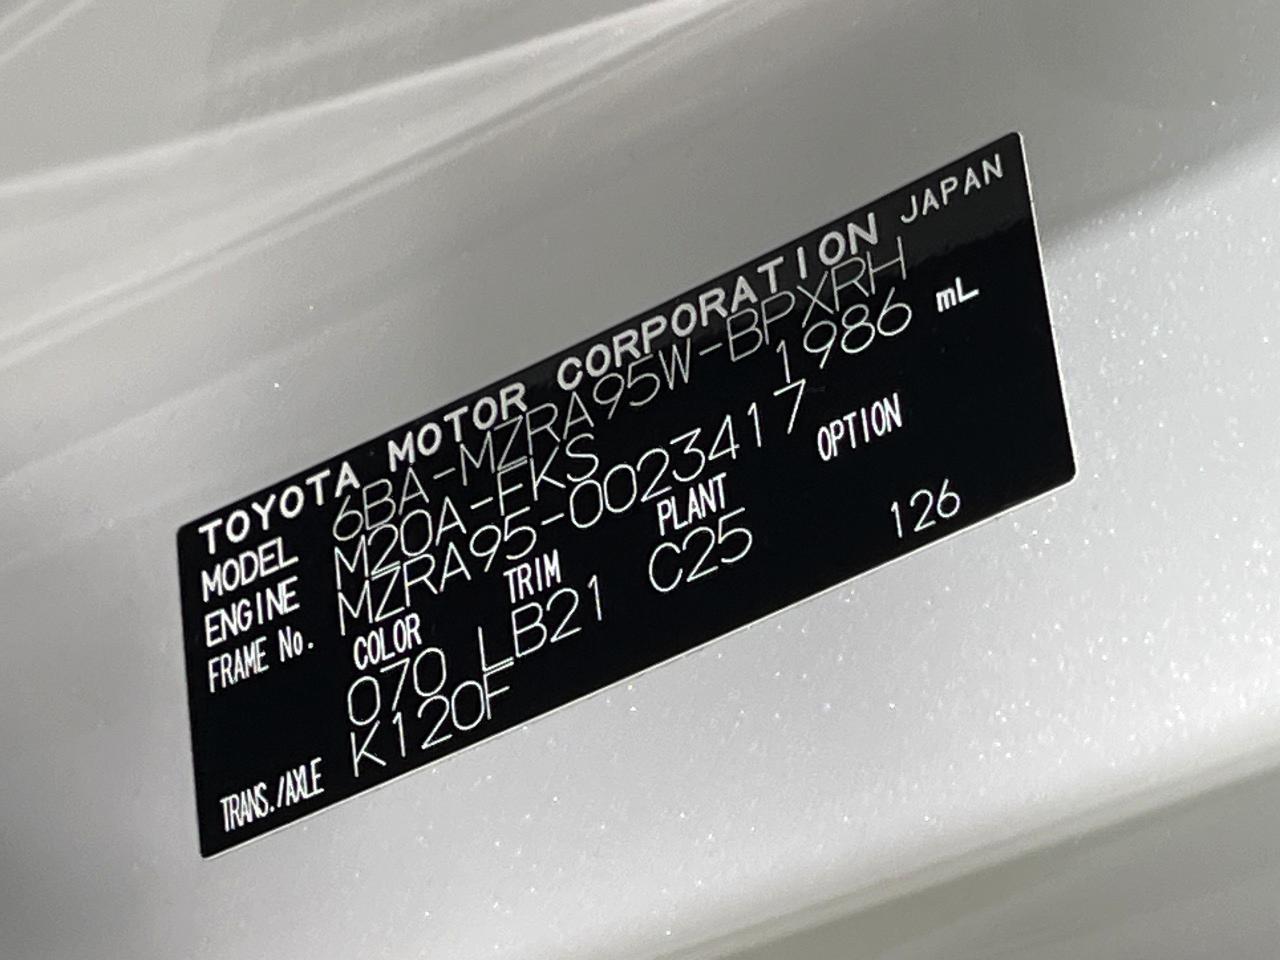 TOYOTA MOTOR CORPORATION JAPAN
MODEL 6BA-MZRA95W-BPXRH
ENGINE M20A-FKS 1986 mL
FRAME No. MZRA95-0023417
COLOR TRIM PLANT OPTION
070 LB21 C25 126
TRANS./AXLE K120F